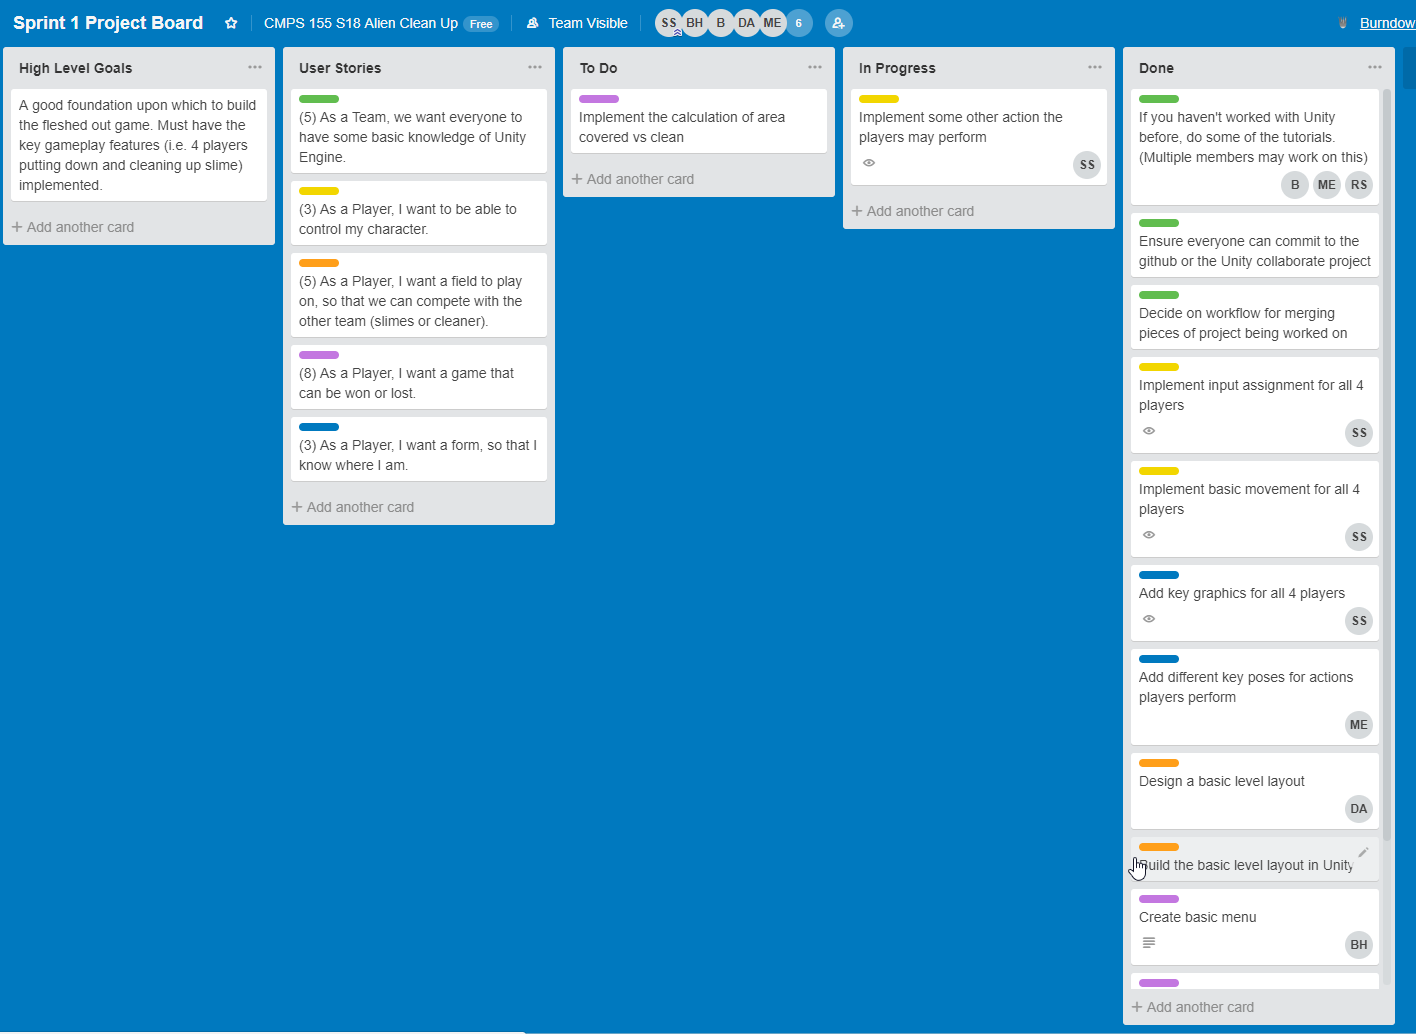 Sprint 1 Project Board
CMPS 155 S18 Alien Clean Up Free
Team Visible
SS BH B DA ME 6
Burndow
High Level Goals
A good foundation upon which to build
the fleshed out game. Must have the
key gameplay features (i.e. 4 players
putting down and cleaning up slime)
implemented.
+ Add another card
User Stories
(5) As a Team, we want everyone to
have some basic knowledge of Unity
Engine.
(3) As a Player, I want to be able to
control my character.
(5) As a Player, I want a field to play
on, so that we can compete with the
other team (slimes or cleaner).
(8) As a Player, I want a game that
can be won or lost.
(3) As a Player, I want a form, so that I
know where I am.
+ Add another card
To Do
Implement the calculation of area
covered vs clean
+ Add another card
In Progress
Implement some other action the
players may perform
SS
+ Add another card
Done
If you haven't worked with Unity
before, do some of the tutorials.
(Multiple members may work on this)
B ME RS
Ensure everyone can commit to the
github or the Unity collaborate project
Decide on workflow for merging
pieces of project being worked on
Implement input assignment for all 4
players
SS
Implement basic movement for all 4
players
SS
Add key graphics for all 4 players
SS
Add different key poses for actions
players perform
ME
Design a basic level layout
DA
Build the basic level layout in Unity
Create basic menu
BH
+ Add another card